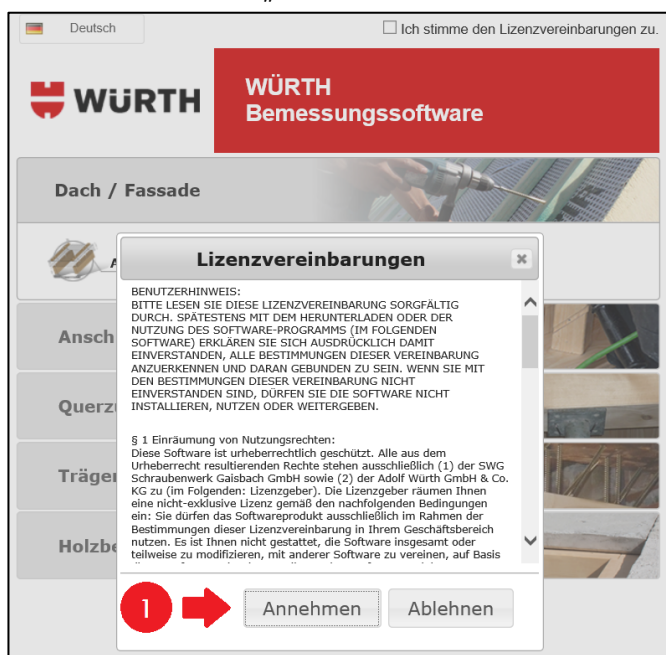 „
Deutsch
Ich stimme den Lizenzvereinbarungen zu.
WÜRTH
WÜRTH
Bemessungssoftware
Dach / Fassade
A
Lizenzvereinbarungen
BENUTZERHINWEIS:
BITTE LESEN SIE DIESE LIZENZVEREINBARUNG SORGFÄLTIG
DURCH. SPÄTESTENS MIT DEM HERUNTERLADEN ODER DER
NUTZUNG DES SOFTWARE-PROGRAMMS (IM FOLGENDEN
SOFTWARE) ERKLÄREN SIE SICH AUSDRÜCKLICH DAMIT
EINVERSTANDEN, ALLE BESTIMMUNGEN DIESER VEREINBARUNG
ANZUERKENNEN UND DARAN GEBUNDEN ZU SEIN. WENN SIE MIT
DEN BESTIMMUNGEN DIESER VEREINBARUNG NICHT
EINVERSTANDEN SIND, DÜRFEN SIE DIE SOFTWARE NICHT
INSTALLIEREN, NUTZEN ODER WEITERGEBEN.
§ 1 Einräumung von Nutzungsrechten:
Diese Software ist urheberrechtlich geschützt. Alle aus dem
Urheberrecht resultierenden Rechte stehen ausschließlich (1) der SWG
Schraubenwerk Gaisbach GmbH sowie (2) der Adolf Würth GmbH & Co.
KG zu (im Folgenden: Lizenzgeber). Die Lizenzgeber räumen Ihnen
eine nicht-exklusive Lizenz gemäß den nachfolgenden Bedingungen
ein: Sie dürfen das Softwareprodukt ausschließlich im Rahmen der
Bestimmungen dieser Lizenzvereinbarung in Ihrem Geschäftsbereich
nutzen. Es ist Ihnen nicht gestattet, die Software insgesamt oder
teilweise zu modifizieren, mit anderer Software zu vereinen, auf Basis
Ansch
Querzu
Träger
Holzbe
1
Annehmen
Ablehnen